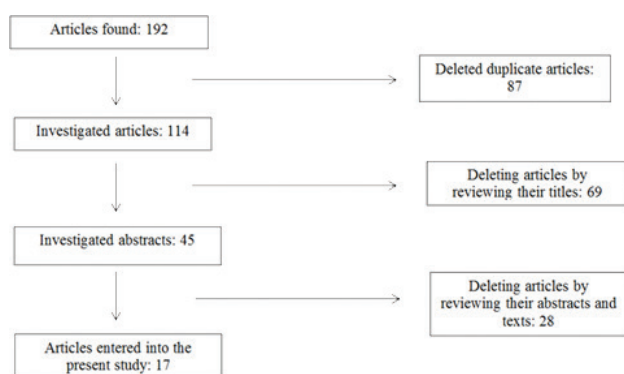 Articles found: 192
Deleted duplicate articles:
87
Investigated articles: 114
Deleting articles by
reviewing their titles: 69
Investigated abstracts: 45
Deleting articles by
reviewing their abstracts and
texts: 28
Articles entered into the
present study: 17